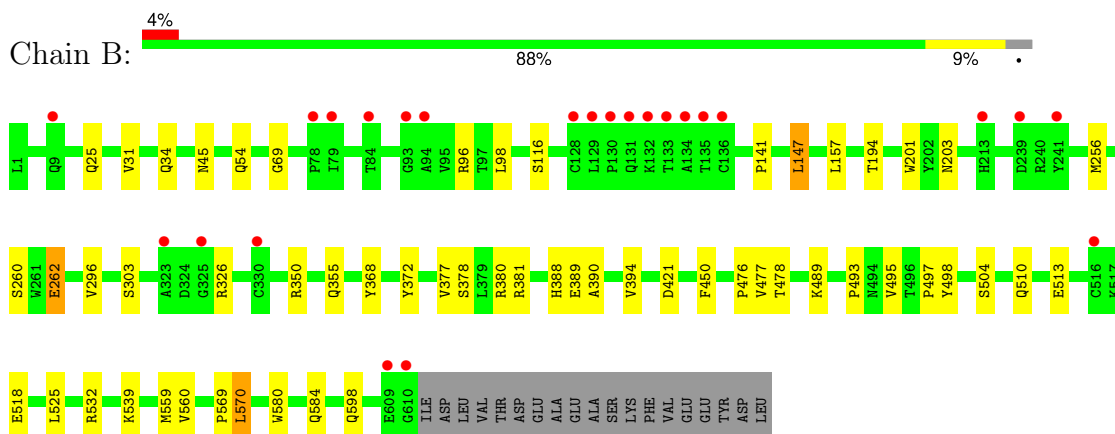 4%
Chain B:
88% 9% •
L1 Q9 Q25 V31 Q34 N45 Q54 G69 P78 I79 T84 G93 A94 V95 R96 T97 L98 S116 C128 L129 P130 Q131 K132 T133 A134 T135 C136 P141 L147 L157 T194 W201 Y202 N203 H213 D239 R240 Y241 M256
S260 W261 E262 V296 S303 A323 D324 G325 R326 C330 R350 Q355 Y368 Y372 V377 S378 L379 R380 R381 H388 E389 A390 V394 D421 F450 P476 V477 T478 K489 P493 N494 V495 T496 P497 Y498 S504 Q510 E513 C516 K517
E518 L525 R532 K539 M559 V560 P569 L570 W580 Q584 Q598 E609 G610 ILE ASP LEU VAL THR ASP GLU ALA GLU ALA SER LYS PHE VAL GLU GLU TYR ASP LEU